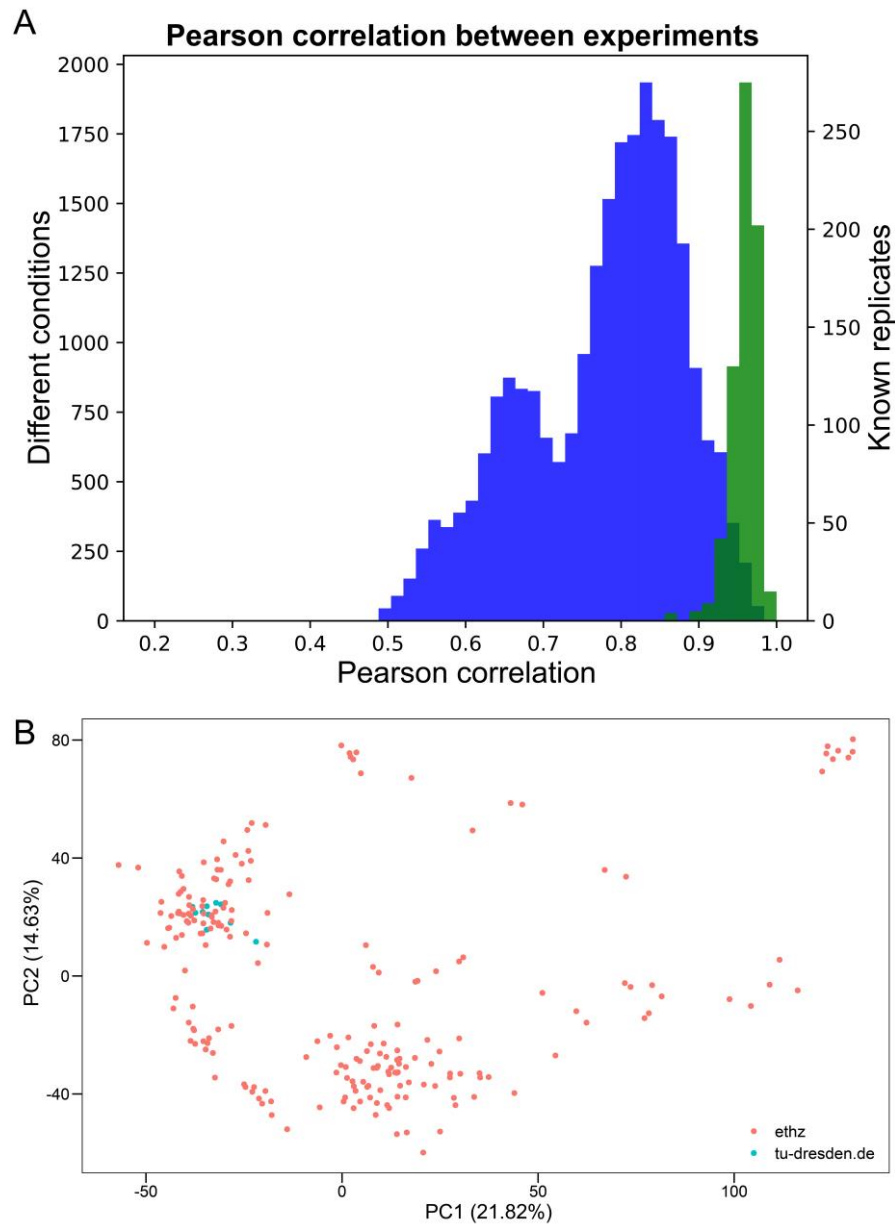 A
Pearson correlation between experiments
2000
1750
1500
1250
1000
750
500
250
0
Different conditions
250
200
150
100
50
0
Known replicates
0.2 0.3 0.4 0.5 0.6 0.7 0.8 0.9 1.0
Pearson correlation
B
80
40
0
-40
PC2 (14.63%)
ethz
tu-dresden.de
-50 0 50 100
PC1 (21.82%)